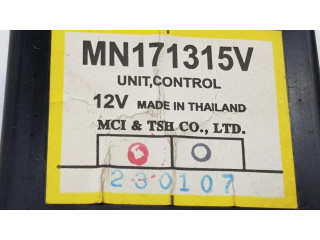 MN171315V
UNIT,CONTROL
12V MADE IN THAILAND
MCI & TSH CO., LTD.
230107